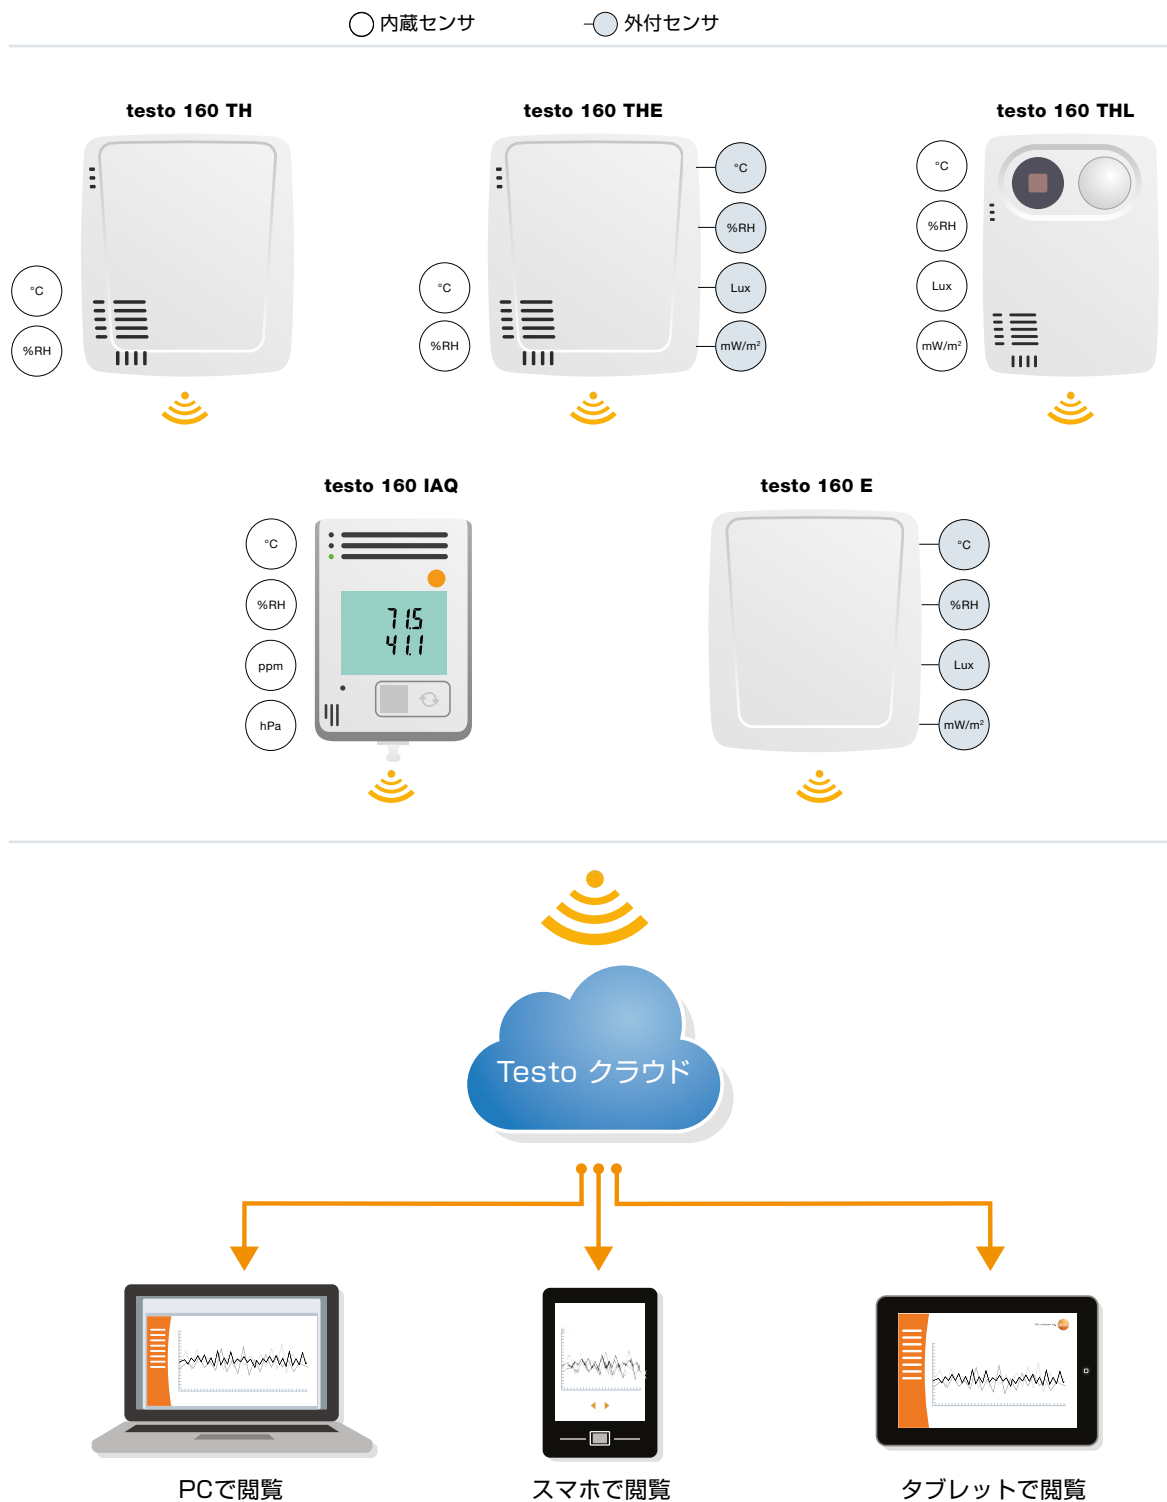 内蔵センサ
外付センサ
testo 160 TH
°C
%RH
testo 160 THE
°C
%RH
°C
%RH
Lux
mW/m²
testo 160 THL
°C
%RH
Lux
mW/m²
testo 160 IAQ
°C
%RH
ppm
hPa
71.5
41.1
testo 160 E
°C
%RH
Lux
mW/m²
Testo クラウド
PCで閲覧
スマホで閲覧
タブレットで閲覧